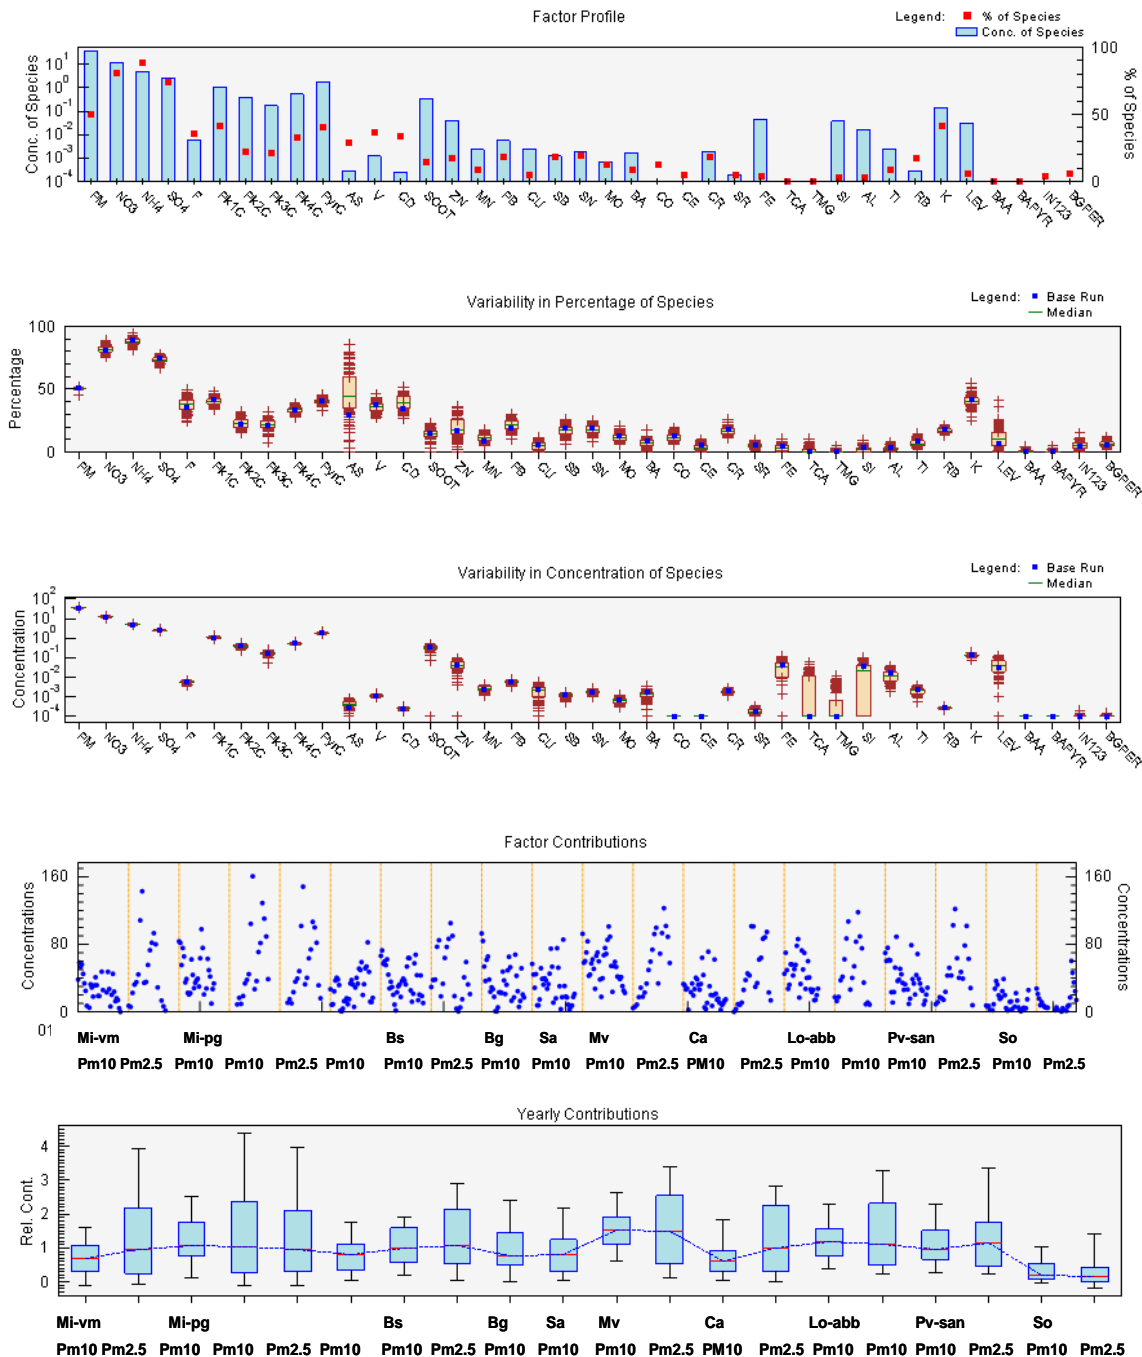 Factor Profile
Legend: % of Species
Conc. of Species
Conc. of Species
% of Species
10^1
10^0
10^-1
10^-2
10^-3
10^-4
100
50
0
PM NO3 NH4 SO4 F Pk1C Pk2C Pk3C Pk4C PyrC AS V CD SOOT ZN MN PB CU SB SN MO BA CO CE CR SR FE TCA TMG SI AL TI RB K LEV BAA BAPYR IN123 BGPER
Variability in Percentage of Species
Legend: Base Run
Median
Percentage
100
50
0
PM NO3 NH4 SO4 F Pk1C Pk2C Pk3C Pk4C PyrC AS V CD SOOT ZN MN PB CU SB SN MO BA CO CE CR SR FE TCA TMG SI AL TI RB K LEV BAA BAPYR IN123 BGPER
Variability in Concentration of Species
Legend: Base Run
Median
Concentration
10^2
10^1
10^0
10^-1
10^-2
10^-3
10^-4
PM NO3 NH4 SO4 F Pk1C Pk2C Pk3C Pk4C PyrC AS V CD SOOT ZN MN PB CU SB SN MO BA CO CE CR SR FE TCA TMG SI AL TI RB K LEV BAA BAPYR IN123 BGPER
Factor Contributions
Concentrations
Concentrations
160 160
80 80
0 0
01
Mi-vm Mi-pg Bs Bg Sa Mv Ca Lo-abb Pv-san So
Pm10 Pm2.5 Pm10 Pm10 Pm2.5 Pm10 Pm10 Pm2.5 Pm10 Pm10 Pm10 Pm2.5 PM10 Pm2.5 Pm10 Pm10 Pm10 Pm2.5 Pm10 Pm2.5
Yearly Contributions
Rel. Cont.
4
3
2
1
0
Mi-vm Mi-pg Bs Bg Sa Mv Ca Lo-abb Pv-san So
Pm10 Pm2.5 Pm10 Pm10 Pm2.5 Pm10 Pm10 Pm2.5 Pm10 Pm10 Pm10 Pm2.5 PM10 Pm2.5 Pm10 Pm10 Pm10 Pm2.5 Pm10 Pm2.5